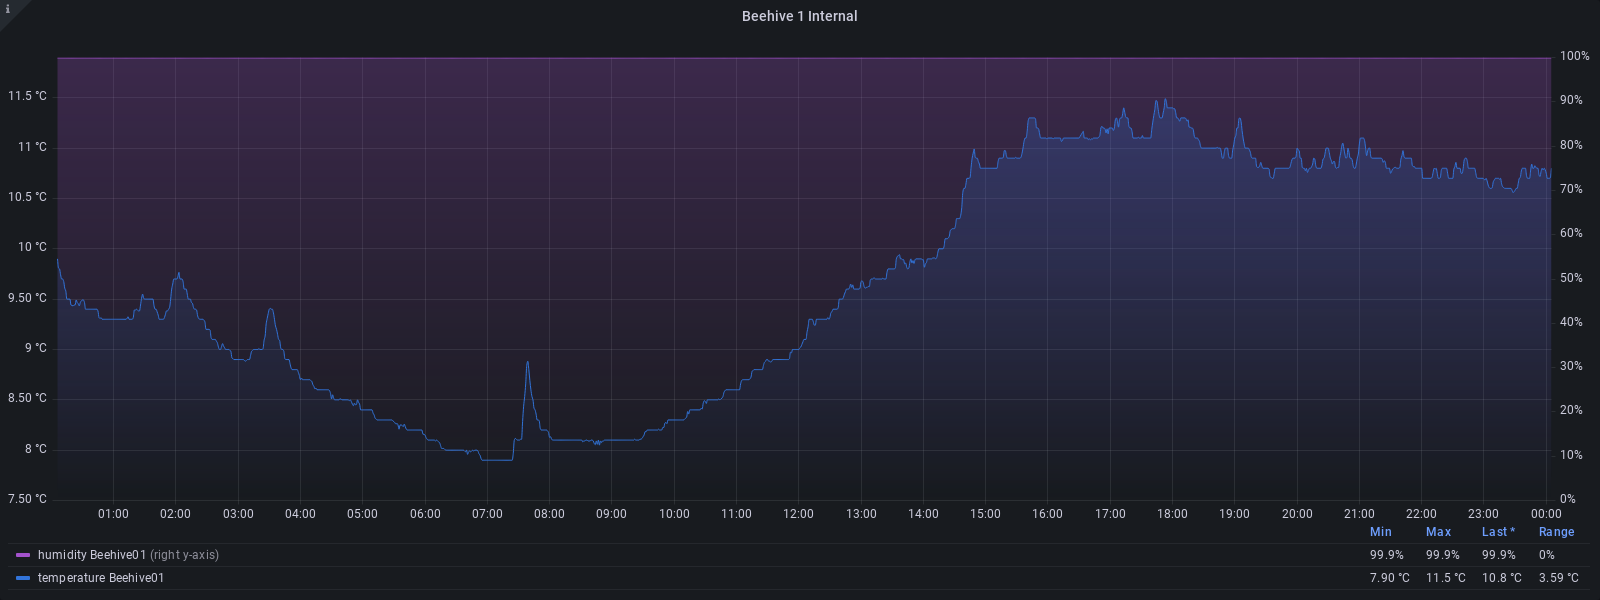 i
Beehive 1 Internal
100%
11.5 °C
90%
11 °C
80%
10.5 °C
70%
10 °C
60%
9.50 °C
50%
40%
9 °C
30%
8.50 °C
20%
8 °C
10%
7.50 °C
0%
01:00 02:00 03:00 04:00 05:00 06:00 07:00 08:00 09:00 10:00 11:00 12:00 13:00 14:00 15:00 16:00 17:00 18:00 19:00 20:00 21:00 22:00 23:00 00:00
Min Max Last * Range
humidity Beehive01 (right y-axis) 99.9% 99.9% 99.9% 0%
temperature Beehive01 7.90 °C 11.5 °C 10.8 °C 3.59 °C